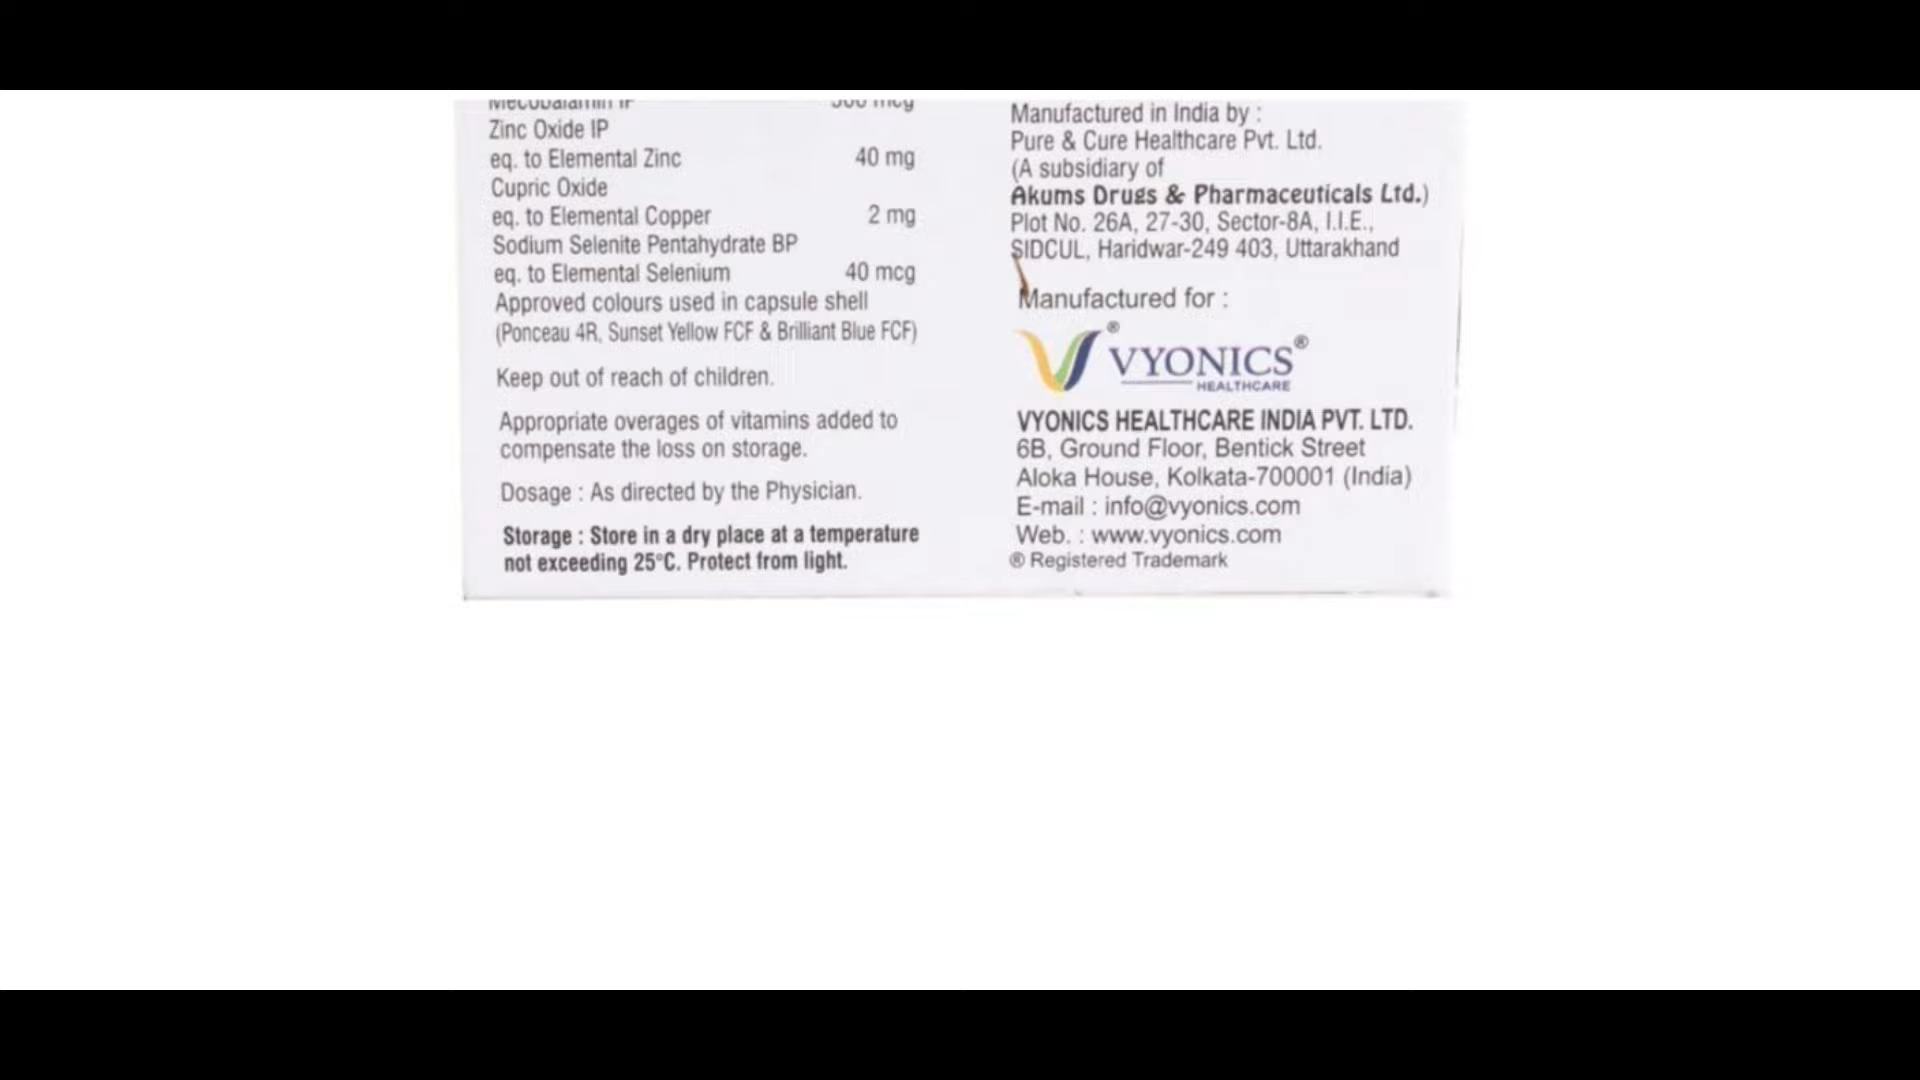 Mecobalamin IP 500 mcg
Zinc Oxide IP
eq. to Elemental Zinc 40 mg
Cupric Oxide
eq. to Elemental Copper 2 mg
Sodium Selenite Pentahydrate BP
eq. to Elemental Selenium 40 mcg
Approved colours used in capsule shell
(Ponceau 4R, Sunset Yellow FCF & Brilliant Blue FCF)
Keep out of reach of children.
Appropriate overages of vitamins added to
compensate the loss on storage.
Dosage : As directed by the Physician.
Storage : Store in a dry place at a temperature
not exceeding 25°C. Protect from light.
Manufactured in India by :
Pure & Cure Healthcare Pvt. Ltd.
(A subsidiary of
Akums Drugs & Pharmaceuticals Ltd.)
Plot No. 26A, 27-30, Sector-8A, I.I.E.,
SIDCUL, Haridwar-249 403, Uttarakhand
Manufactured for :
® VYONICS®
HEALTHCARE
VYONICS HEALTHCARE INDIA PVT. LTD.
6B, Ground Floor, Bentick Street
Aloka House, Kolkata-700001 (India)
E-mail : info@vyonics.com
Web. : www.vyonics.com
® Registered Trademark